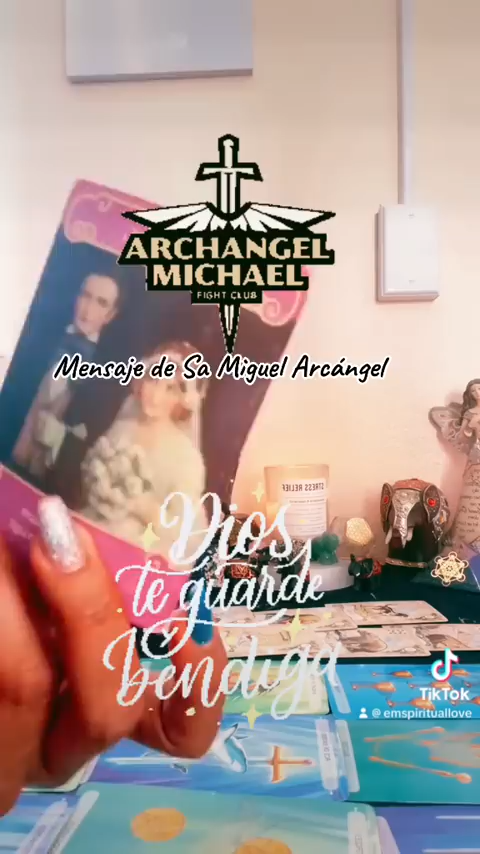 ARCHANGEL
MICHAEL
FIGHT CLUB
Mensaje de Sa Miguel Arcángel
STRESS RELIEF
Dios
te guarde
y
bendiga
TikTok
@ emspirituallove